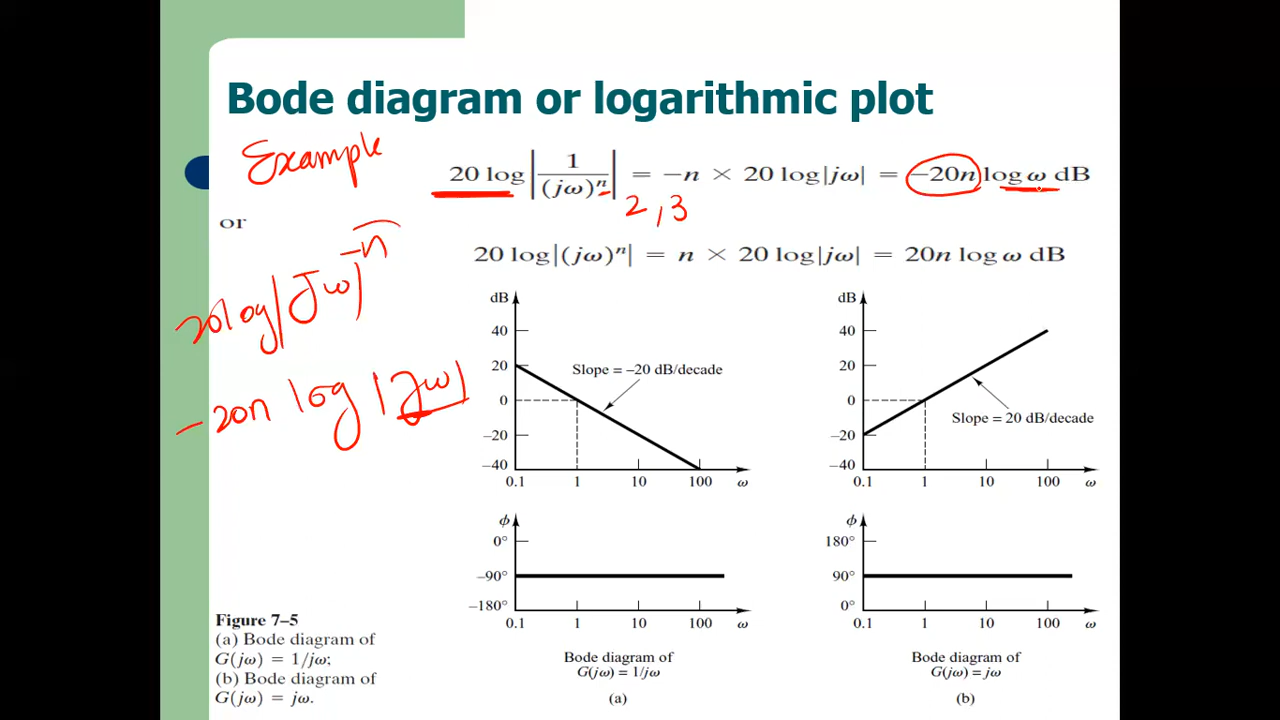 Bode diagram or logarithmic plot
Example
20 log|1/(jω)ⁿ| = −n × 20 log|jω| = −20n log ω dB
2, 3
or
20 log|(jω)ⁿ| = n × 20 log|jω| = 20n log ω dB
20log|Jω|⁻ⁿ
-20n log |Jω|
dB
40
20
0
−20
−40
0.1 1 10 100 ω
Slope = −20 dB/decade
dB
40
20
0
−20
−40
0.1 1 10 100 ω
Slope = 20 dB/decade
ϕ
0°
−90°
−180°
0.1 1 10 100 ω
Bode diagram of
G(jω) = 1/jω
(a)
ϕ
180°
90°
0°
0.1 1 10 100 ω
Bode diagram of
G(jω) = jω
(b)
Figure 7–5
(a) Bode diagram of
G(jω) = 1/jω;
(b) Bode diagram of
G(jω) = jω.